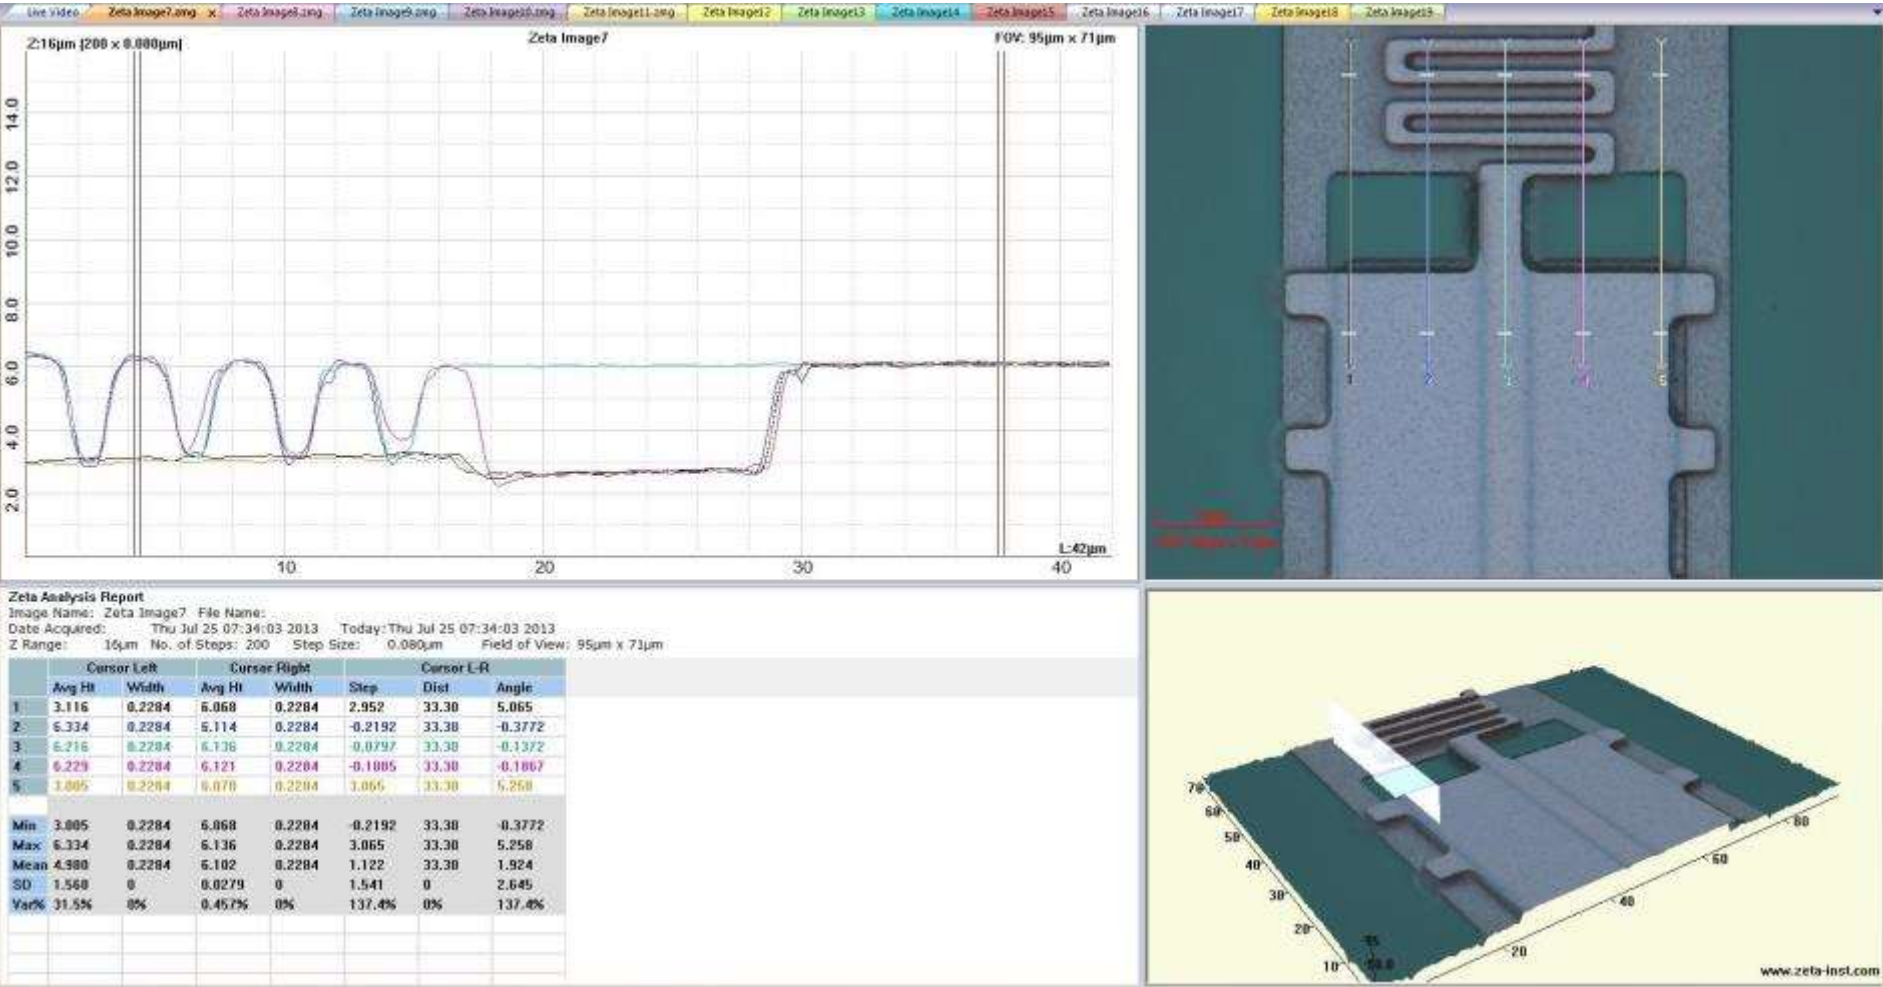 Live Video Zeta Image7.zmg x Zeta Image8.zmg Zeta Image9.zmg Zeta Image10.zmg Zeta Image11.zmg Zeta Image12 Zeta Image13 Zeta Image14 Zeta Image15 Zeta Image16 Zeta Image17 Zeta Image18 Zeta Image19
Z:16µm [200 x 0.080µm] Zeta Image7 FOV: 95µm x 71µm
14.0
12.0
10.0
8.0
6.0
4.0
2.0
L:42µm
10 20 30 40
1 2 3 4 5
Zeta Analysis Report
Image Name: Zeta Image7 File Name:
Date Acquired: Thu Jul 25 07:34:03 2013 Today:Thu Jul 25 07:34:03 2013
Z Range: 16µm No. of Steps: 200 Step Size: 0.080µm Field of View: 95µm x 71µm
Cursor Left Cursor Right Cursor L-R
Avg Ht Width Avg Ht Width Step Dist Angle
1 3.116 0.2284 6.068 0.2284 2.952 33.30 5.065
2 6.334 0.2284 6.114 0.2284 -0.2192 33.30 -0.3772
3 6.216 0.2284 6.136 0.2284 -0.0797 33.30 -0.1372
4 6.229 0.2284 6.121 0.2284 -0.1085 33.30 -0.1867
5 3.005 0.2284 6.070 0.2284 3.065 33.30 5.258
Min 3.005 0.2284 6.068 0.2284 -0.2192 33.30 -0.3772
Max 6.334 0.2284 6.136 0.2284 3.065 33.30 5.258
Mean 4.980 0.2284 6.102 0.2284 1.122 33.30 1.924
SD 1.560 0 0.0279 0 1.541 0 2.645
Var% 31.5% 0% 0.457% 0% 137.4% 0% 137.4%
70
60
50
40
30
20
10
80
60
40
20
www.zeta-inst.com